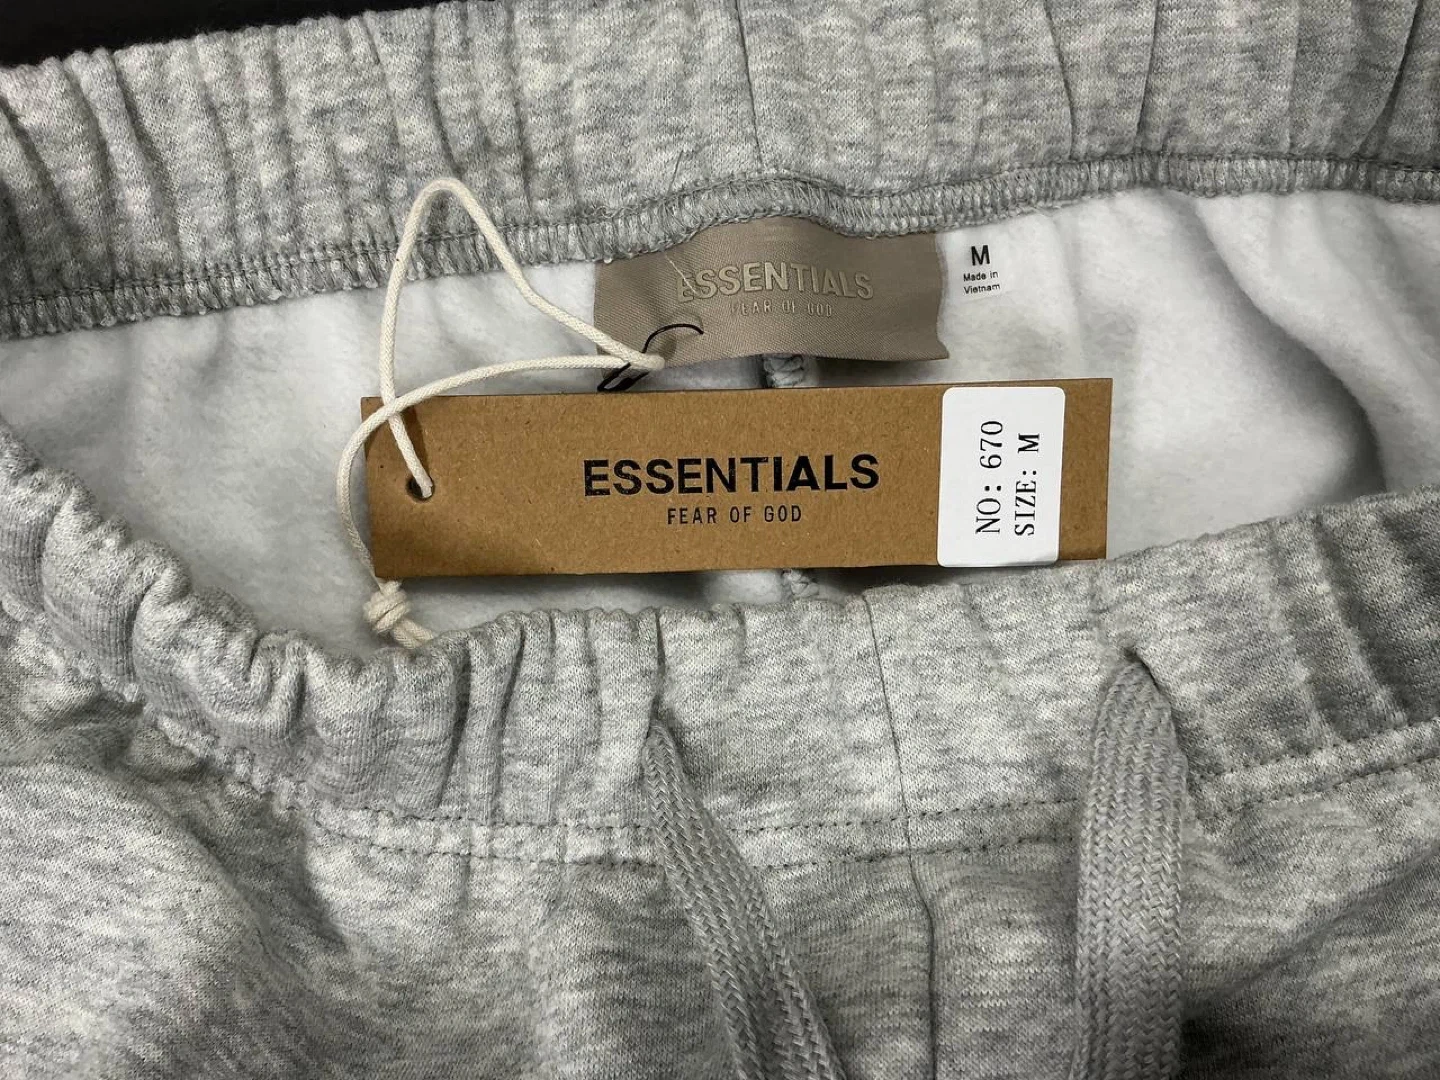 ESSENTIALS
FEAR OF GOD
M
Made in
Vietnam
ESSENTIALS
FEAR OF GOD
NO: 670
SIZE: M